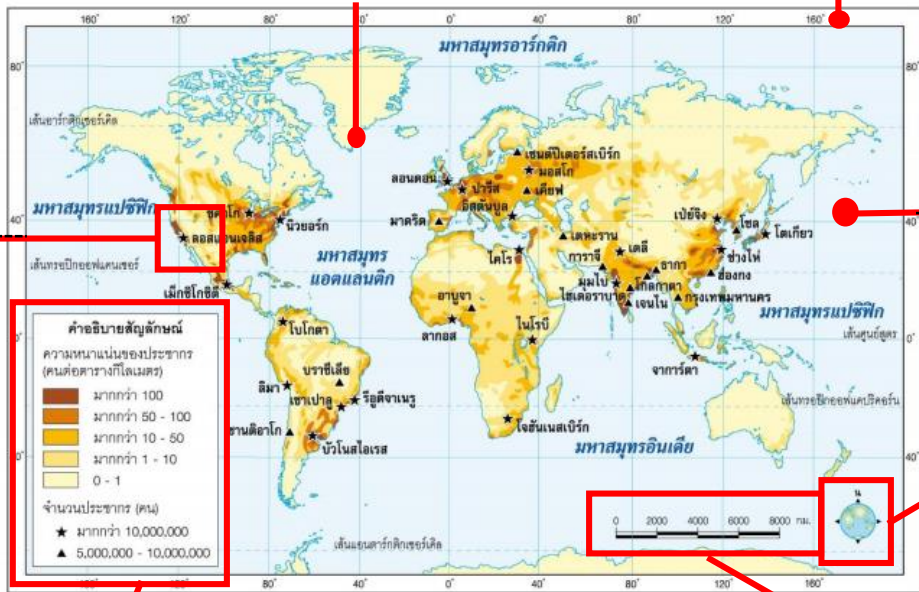 160° 120° 80° 40° 0° 40° 80° 120° 160°
มหาสมุทรอาร์กติก
80° 80°
เส้นอาร์กติกเซอร์เคิล
เซนต์ปีเตอร์สเบิร์ก
มอสโก
ลอนดอน
ปารีส
เคียฟ
อิสตันบูล
มหาสมุทรแปซิฟิก
40° 40°
ชิคาโก
นิวยอร์ก
มาดริด
เป่ย์จิง
โซล
โตเกียว
ลอสแอนเจลิส
เตหะราน
เดลี
ไคโร
การาจี
ธากา
ซ่างไห่
มหาสมุทร
แอตแลนติก
เส้นทรอปิกออฟแคนเซอร์
เม็กซิโกซิตี
มุมไบ
โกลกาตา
ฮ่องกง
ไฮเดอราบาด
เจนไน
กรุงเทพมหานคร
อาบูจา
มหาสมุทรแปซิฟิก
โบโกตา
ลากอส
ไนโรบี
0° เส้นศูนย์สูตร
จาการ์ตา
บราซีเลีย
ลิมา
รีอูดีจาเนรู
เซาเปาลู
เส้นทรอปิกออฟแคปริคอร์น
ซานติอาโก
บัวโนสไอเรส
โจฮันเนสเบิร์ก
มหาสมุทรอินเดีย
40°
คำอธิบายสัญลักษณ์
ความหนาแน่นของประชากร
(คนต่อตารางกิโลเมตร)
มากกว่า 100
มากกว่า 50 - 100
มากกว่า 10 - 50
มากกว่า 1 - 10
0 - 1
จำนวนประชากร (คน)
★ มากกว่า 10,000,000
▲ 5,000,000 - 10,000,000
0 2000 4000 6000 8000 กม.
น
เส้นแอนตาร์กติกเซอร์เคิล
160° 120° 80° 40° 0° 40° 80° 120° 160°